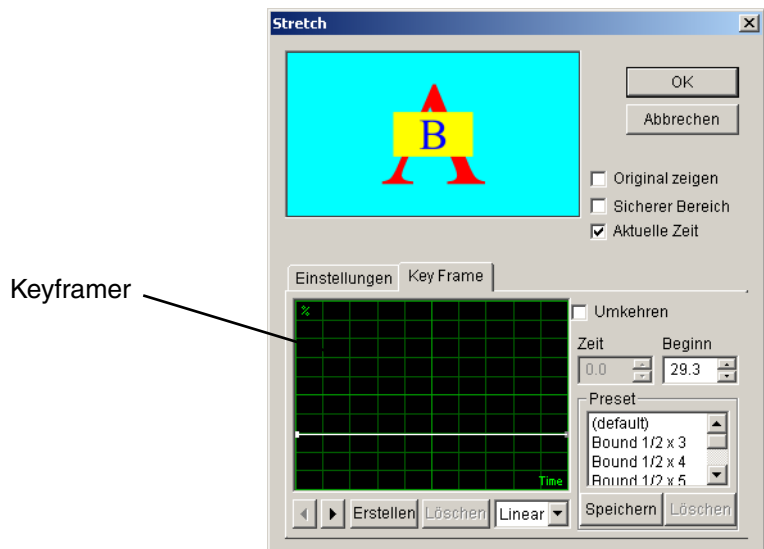 Stretch
A
B
OK
Abbrechen
Original zeigen
Sicherer Bereich
Aktuelle Zeit
Keyframer
Einstellungen Key Frame
%
Time
Umkehren
Zeit Beginn
0.0 29.3
Preset
(default)
Bound 1/2 x 3
Bound 1/2 x 4
Bound 1/2 x 5
Erstellen Löschen Linear
Speichern Löschen